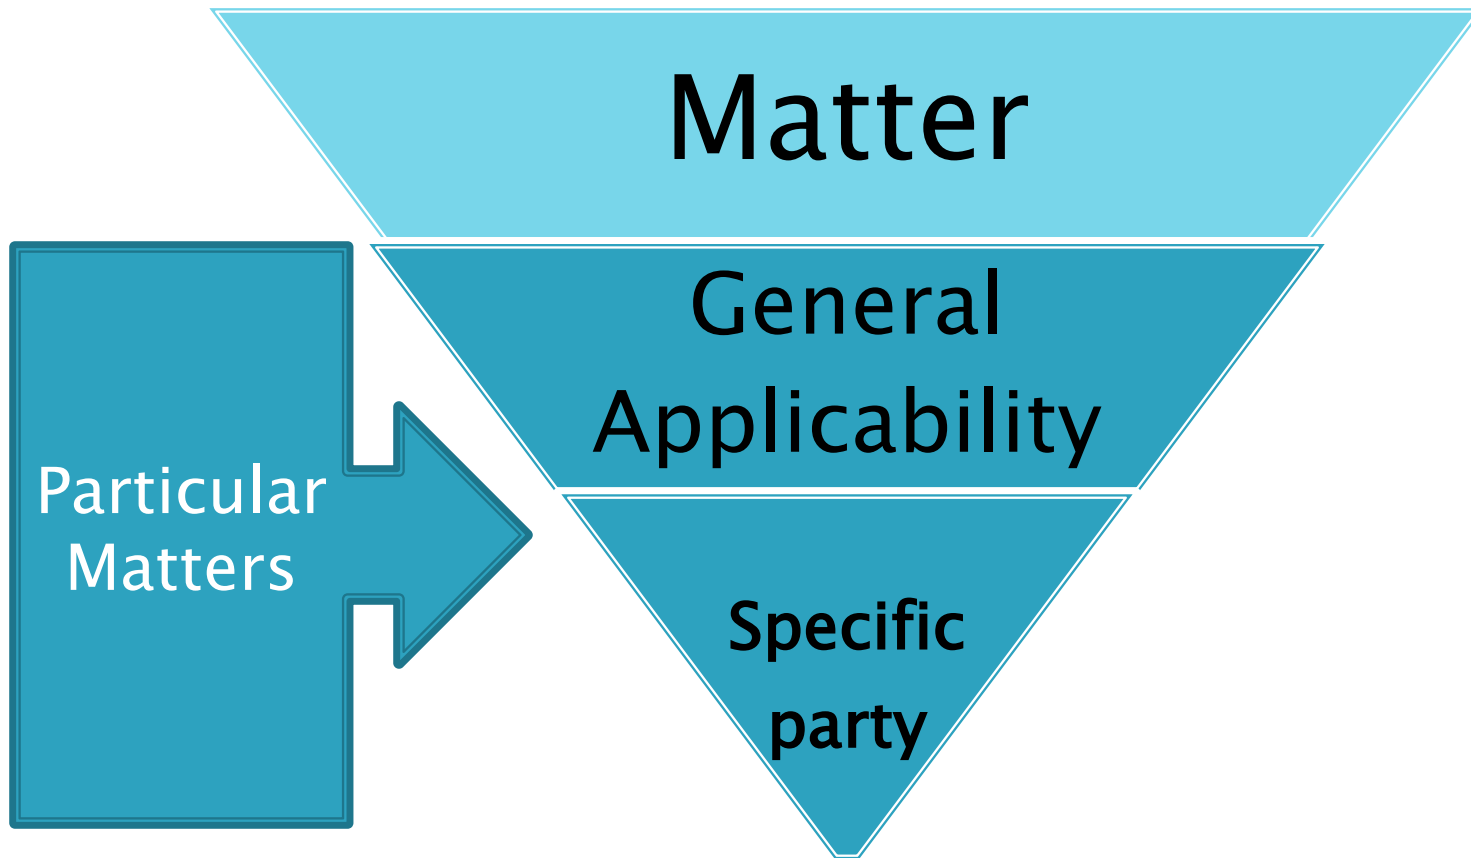 Matter
General
Applicability
Particular
Matters
Specific
party